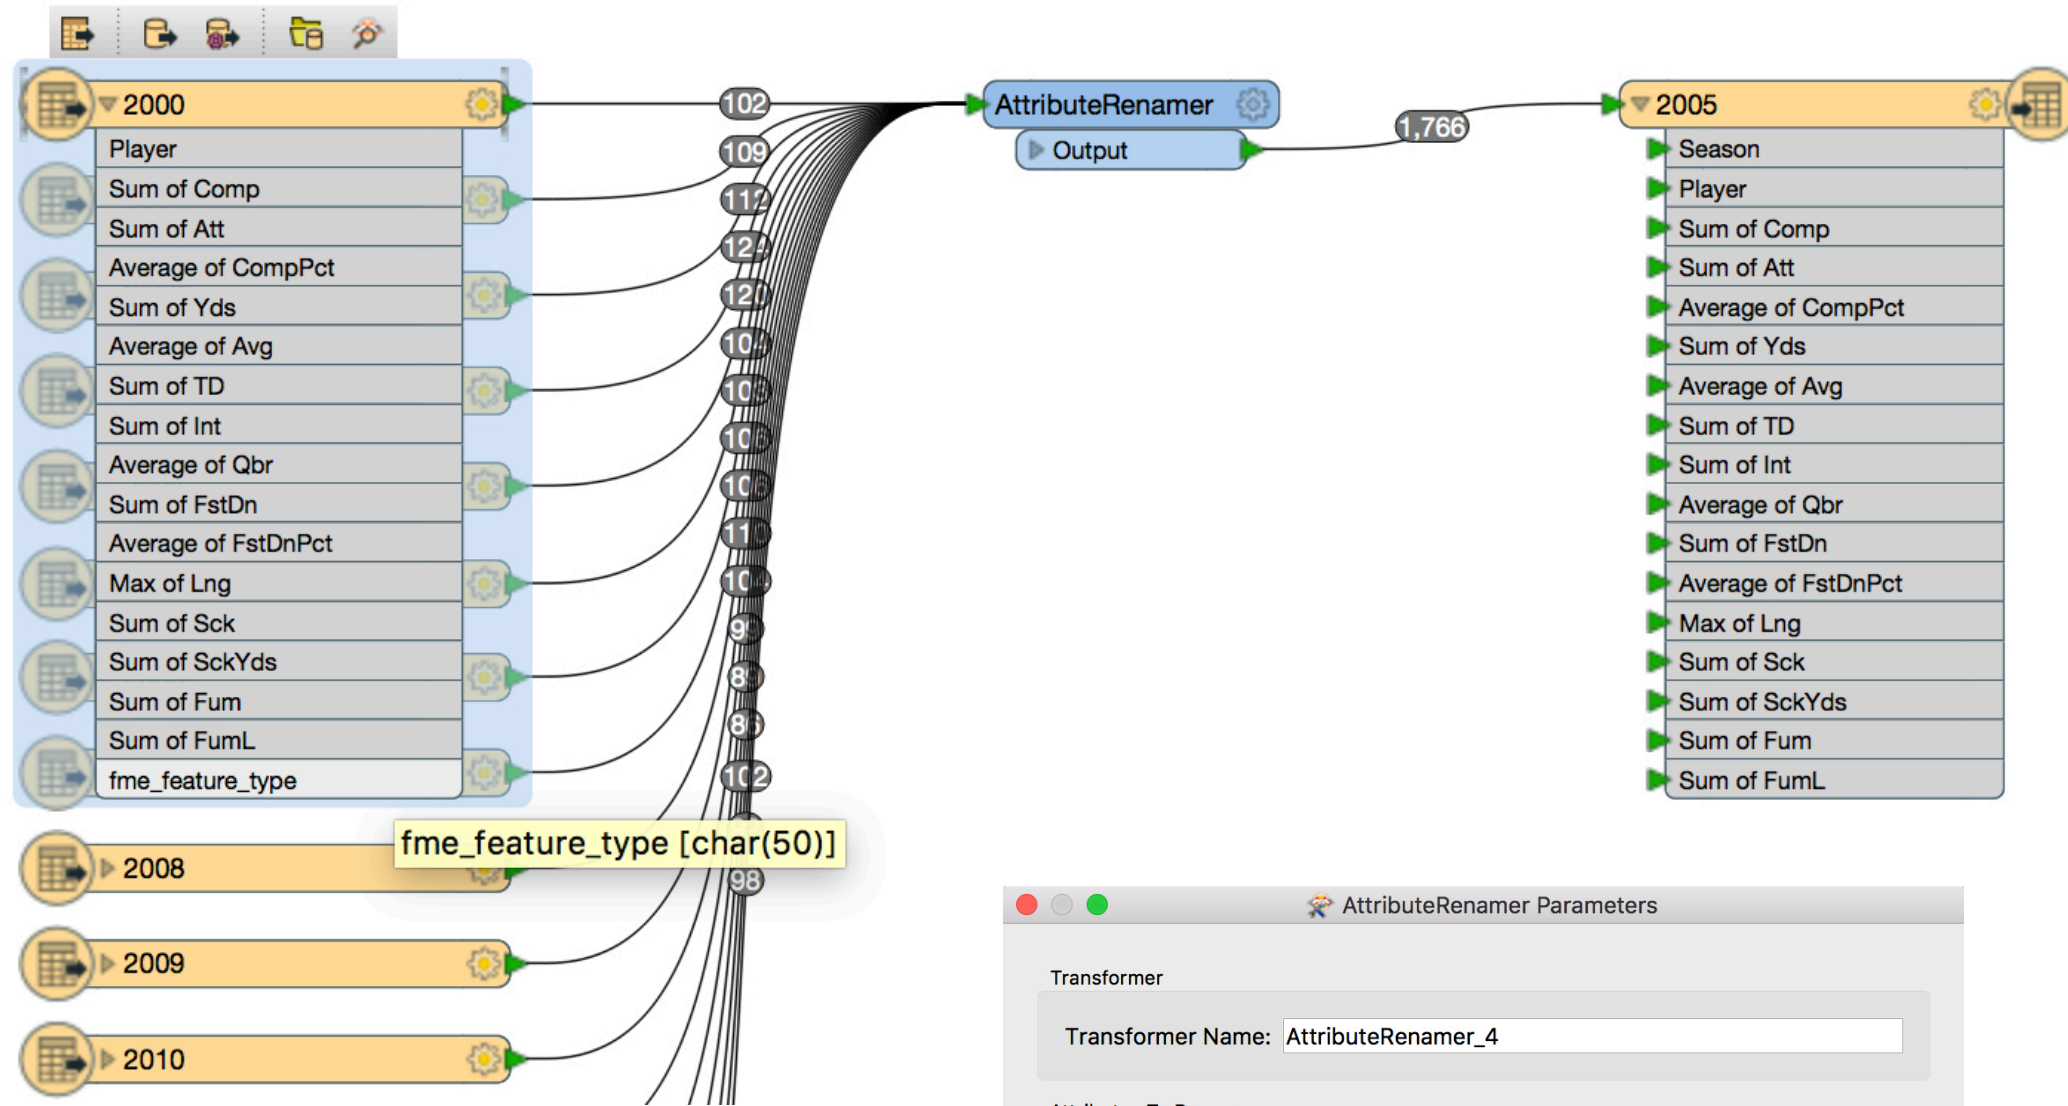 2000
Player
Sum of Comp
Sum of Att
Average of CompPct
Sum of Yds
Average of Avg
Sum of TD
Sum of Int
Average of Qbr
Sum of FstDn
Average of FstDnPct
Max of Lng
Sum of Sck
Sum of SckYds
Sum of Fum
Sum of FumL
fme_feature_type
fme_feature_type [char(50)]
2008
2009
2010
102
109
112
120
86
102
98
AttributeRenamer
Output
1,766
2005
Season
Player
Sum of Comp
Sum of Att
Average of CompPct
Sum of Yds
Average of Avg
Sum of TD
Sum of Int
Average of Qbr
Sum of FstDn
Average of FstDnPct
Max of Lng
Sum of Sck
Sum of SckYds
Sum of Fum
Sum of FumL
AttributeRenamer Parameters
Transformer
Transformer Name: AttributeRenamer_4